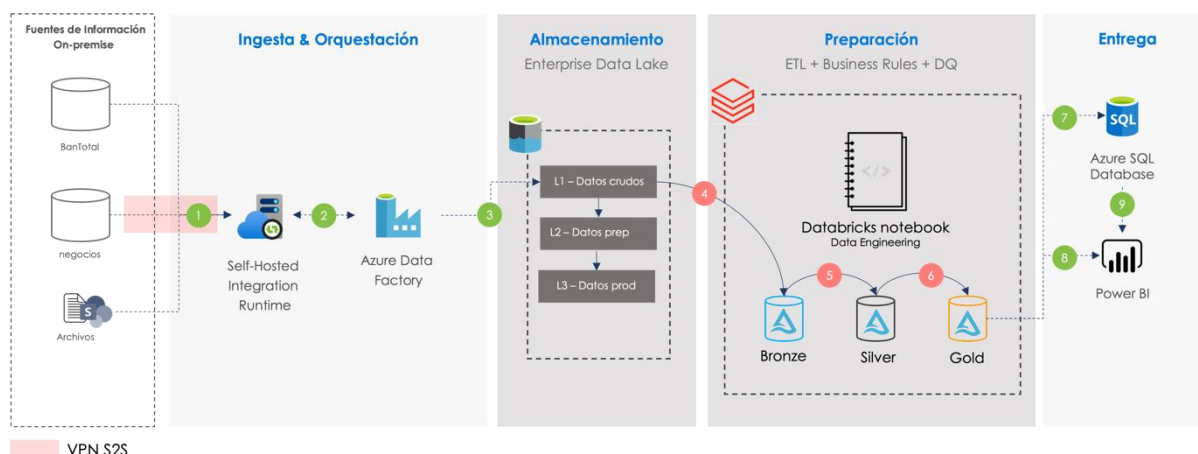 Fuentes de Información
On-premise
BanTotal
negocios
S
Archivos
VPN S2S
Ingesta & Orquestación
1
2
3
Self-Hosted
Integration
Runtime
Azure Data
Factory
Almacenamiento
Enterprise Data Lake
L1 – Datos crudos
L2 – Datos prep
L3 – Datos prod
Preparación
ETL + Business Rules + DQ
4
</>
Databricks notebook
Data Engineering
5
6
Bronze
Silver
Gold
Entrega
7
SQL
Azure SQL
Database
9
8
Power BI